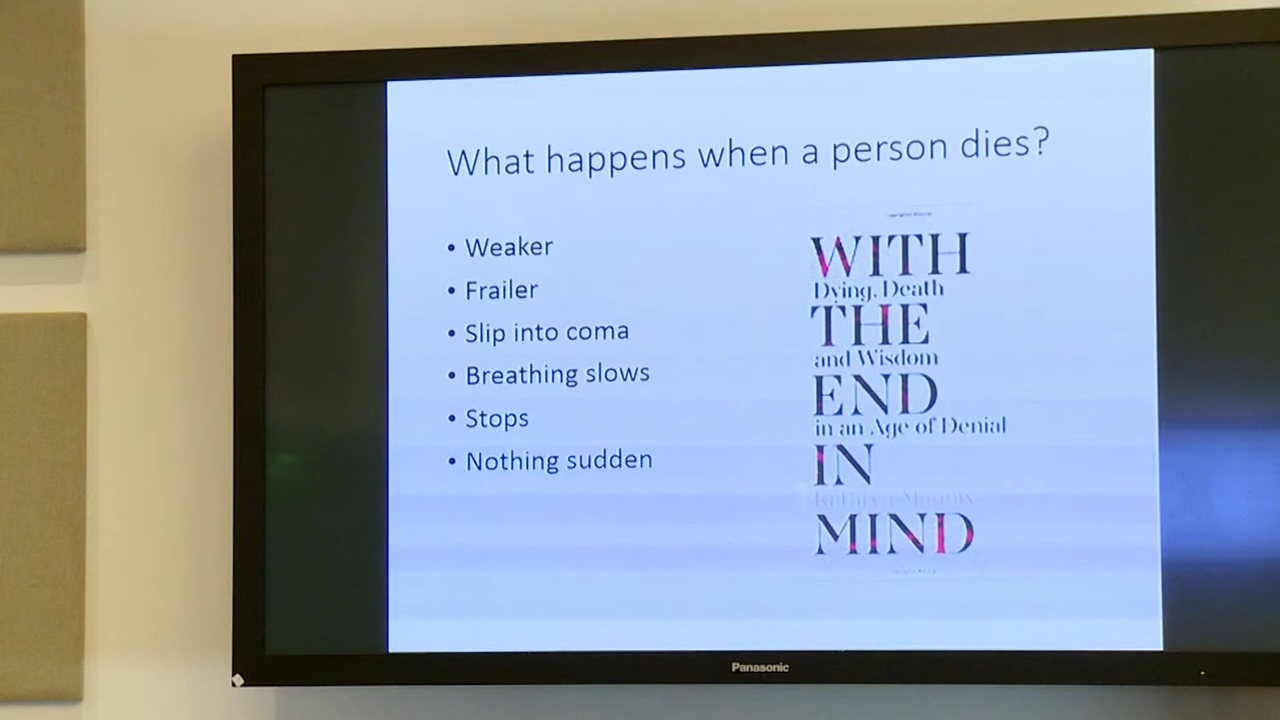 What happens when a person dies?
• Weaker
• Frailer
• Slip into coma
• Breathing slows
• Stops
• Nothing sudden
WITH
Dying, Death
THE
and Wisdom
END
in an Age of Denial
IN
MIND
Panasonic